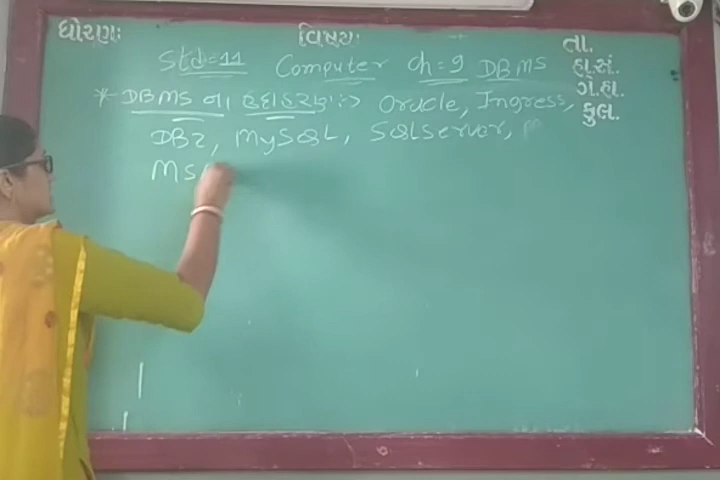 ધોરણઃ વિષયઃ તા.
Std=11 Computer ch=9 DBMS હા.સં.
* DBMS ના ઉદાહરણ :-> Oracle, Ingress, ગે.હા.
DB2, MySQL, SQLServer, કુલ.
MS